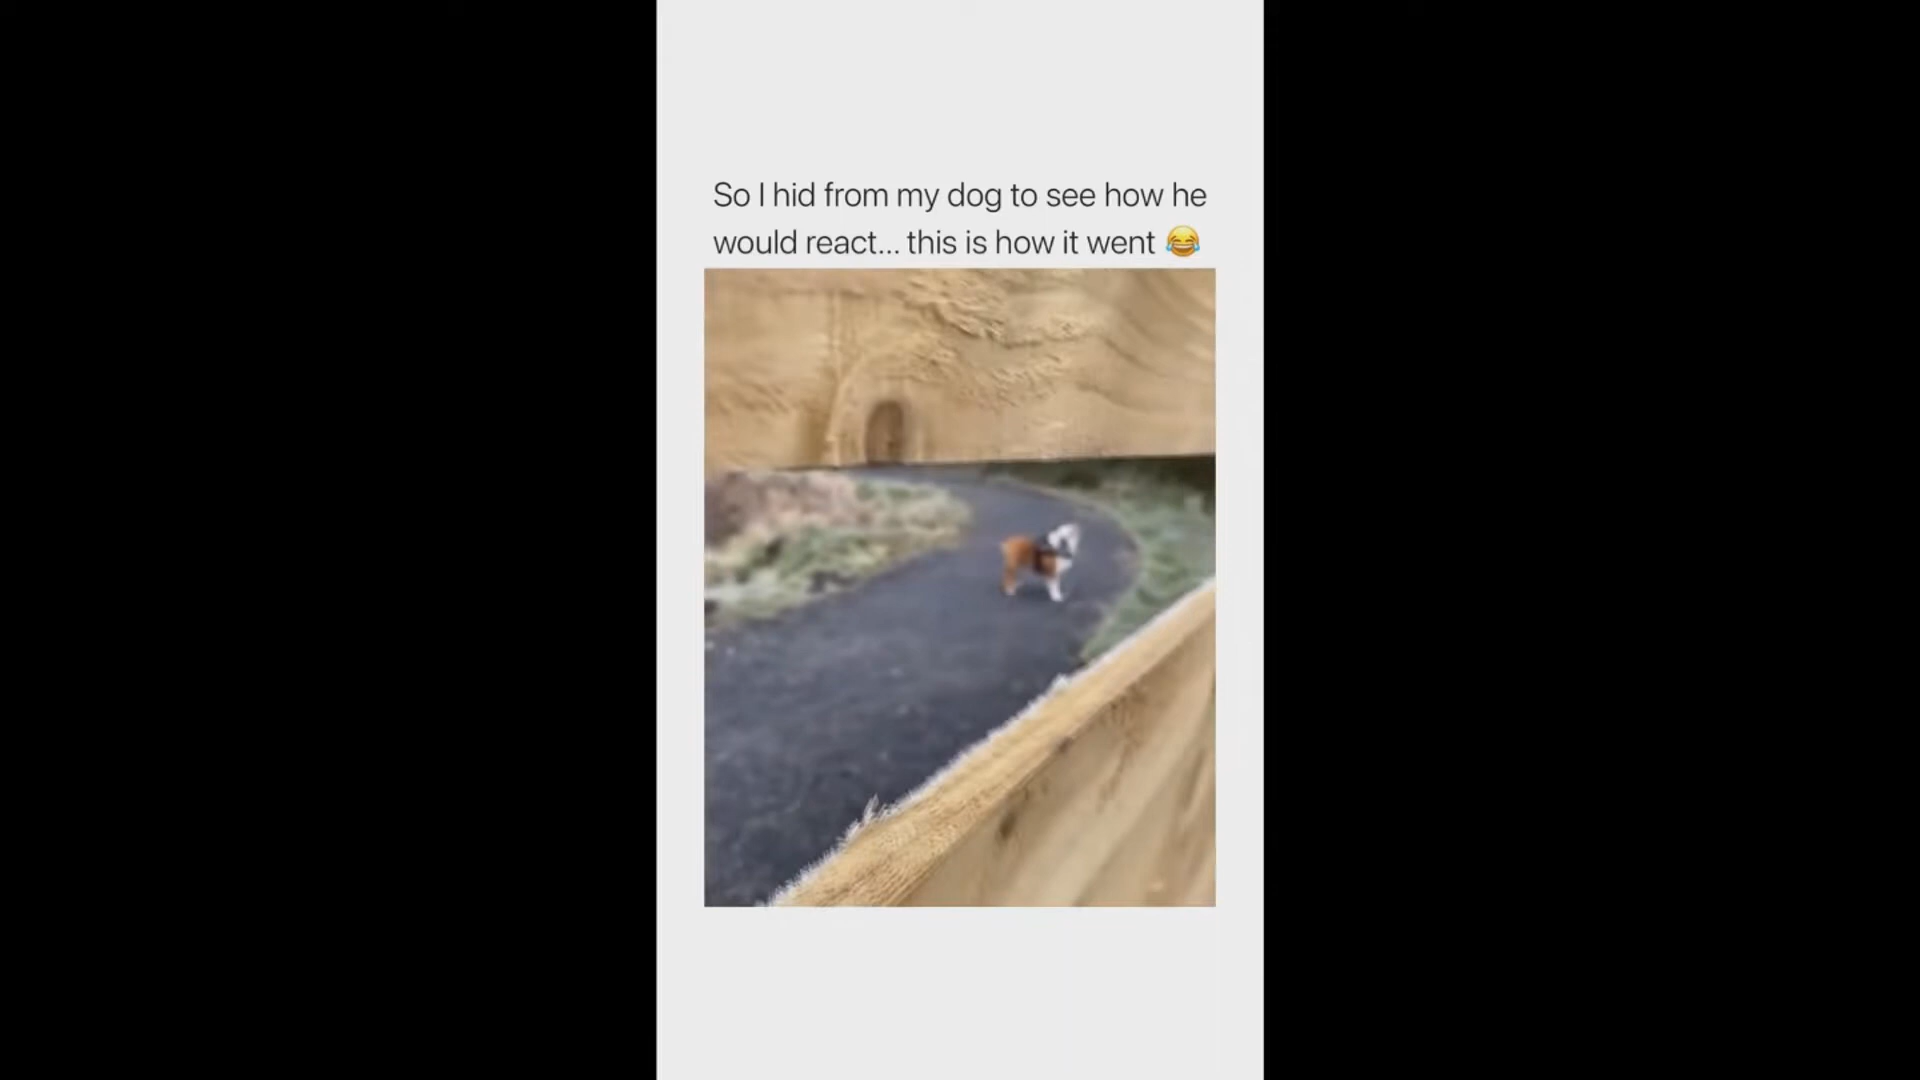 So I hid from my dog to see how he
would react... this is how it went 😂